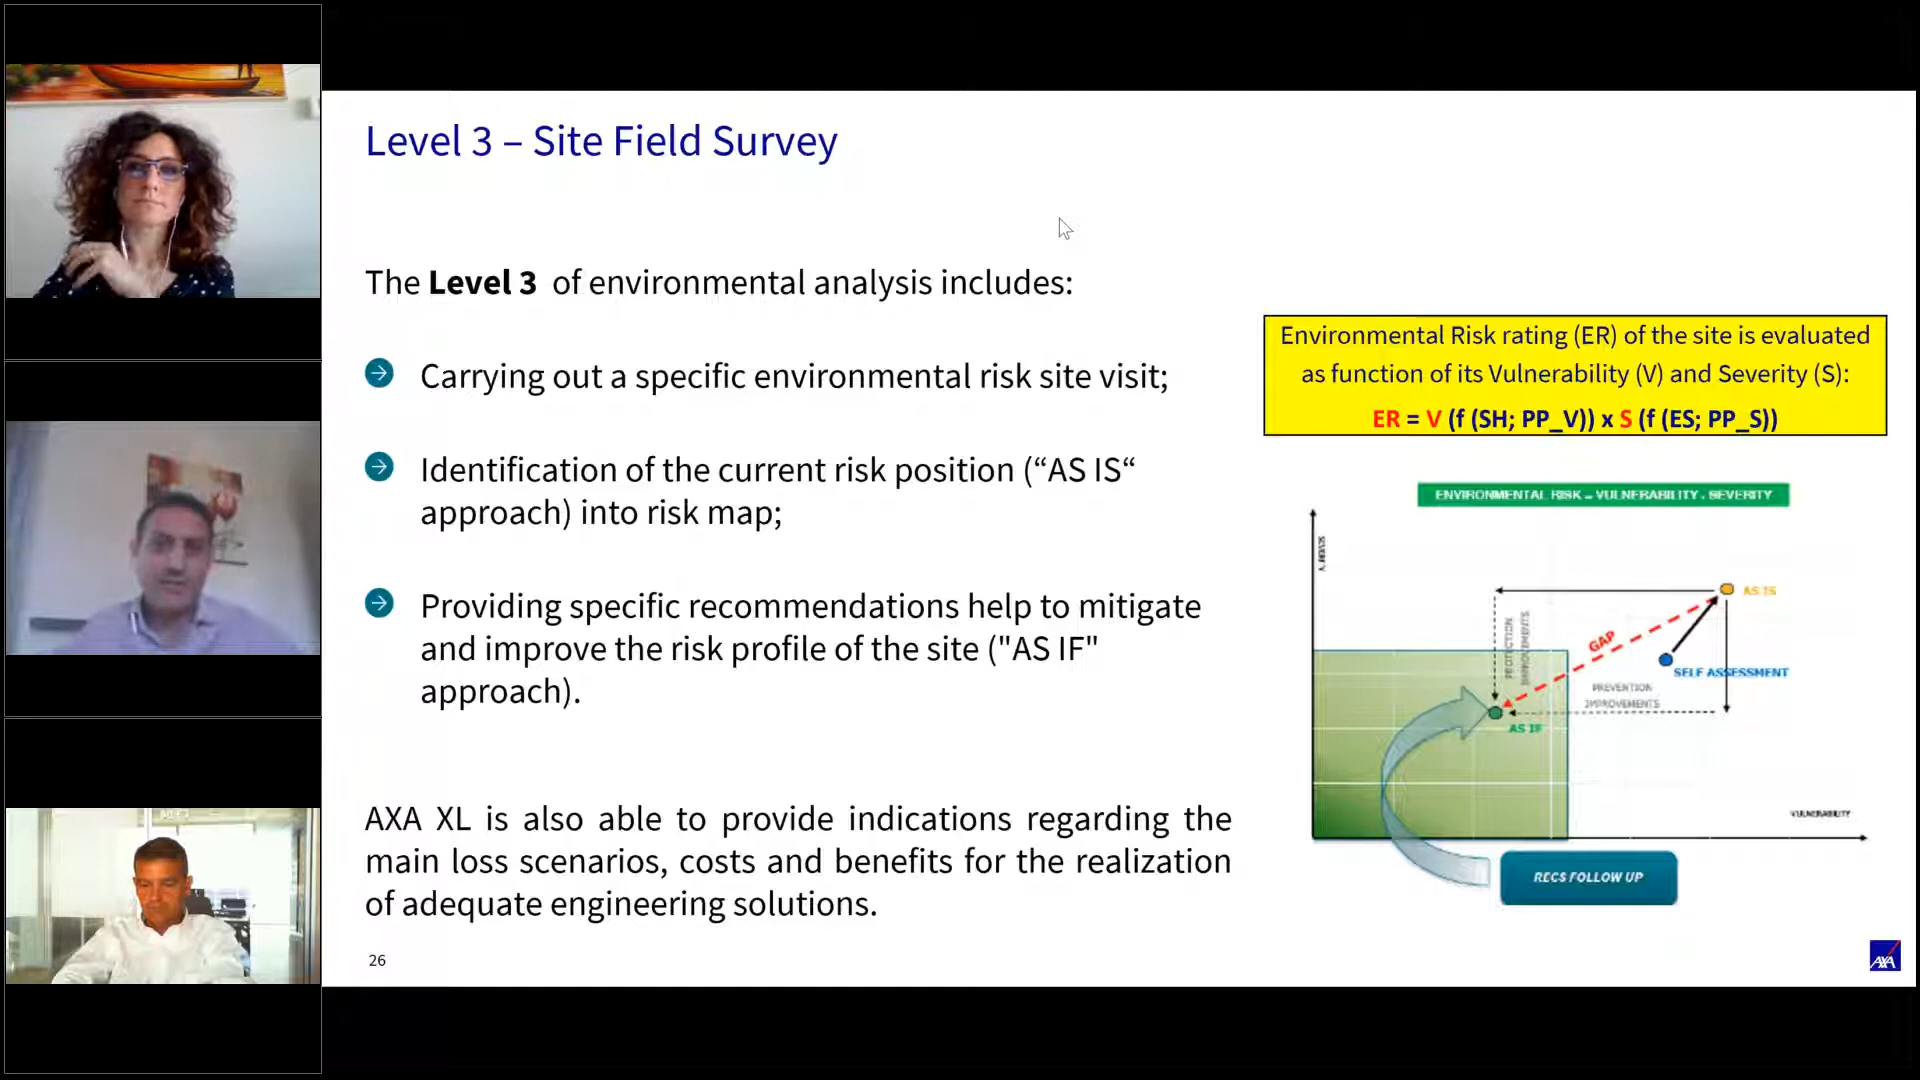 Level 3 – Site Field Survey
The Level 3 of environmental analysis includes:
Carrying out a specific environmental risk site visit;
Identification of the current risk position (“AS IS“
approach) into risk map;
Providing specific recommendations help to mitigate
and improve the risk profile of the site ("AS IF"
approach).
AXA XL is also able to provide indications regarding the
main loss scenarios, costs and benefits for the realization
of adequate engineering solutions.
26
Environmental Risk rating (ER) of the site is evaluated
as function of its Vulnerability (V) and Severity (S):
ER = V (f (SH; PP_V)) x S (f (ES; PP_S))
ENVIRONMENTAL RISK = VULNERABILITY . SEVERITY
SEVERITY
AS IS
PROTECTION
IMPROVEMENTS
GAP
SELF ASSESSMENT
PREVENTION
IMPROVEMENTS
AS IF
VULNERABILITY
RECS FOLLOW UP
AXA